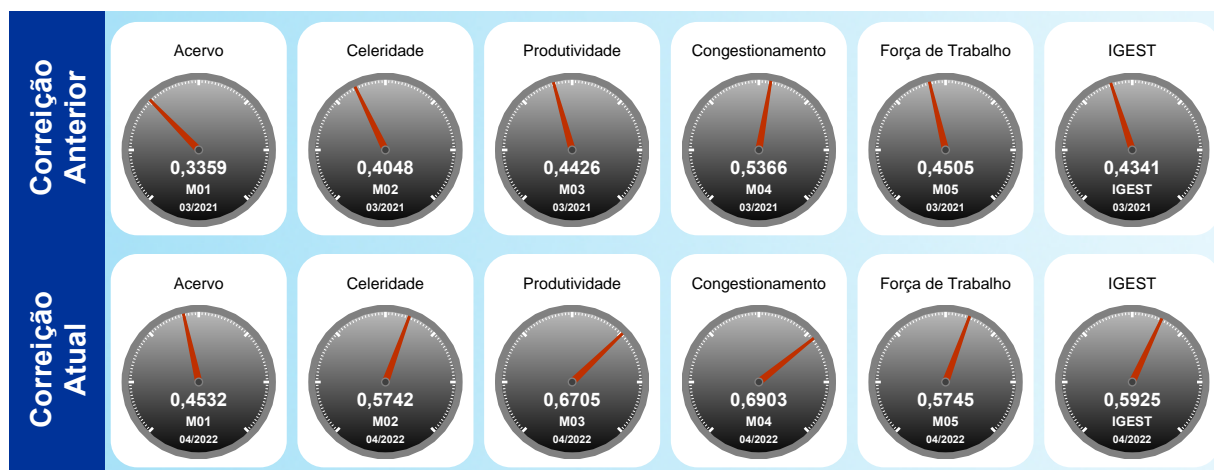 Correição
Anterior
Acervo
0,3359
M01
03/2021
Celeridade
0,4048
M02
03/2021
Produtividade
0,4426
M03
03/2021
Congestionamento
0,5366
M04
03/2021
Força de Trabalho
0,4505
M05
03/2021
IGEST
0,4341
IGEST
03/2021
Correição
Atual
Acervo
0,4532
M01
04/2022
Celeridade
0,5742
M02
04/2022
Produtividade
0,6705
M03
04/2022
Congestionamento
0,6903
M04
04/2022
Força de Trabalho
0,5745
M05
04/2022
IGEST
0,5925
IGEST
04/2022